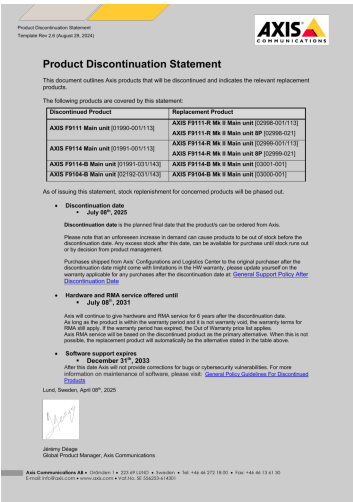 Product Discontinuation Statement
Template Rev 2.6 (August 28, 2024)
AXIS
COMMUNICATIONS
Product Discontinuation Statement
This document outlines Axis products that will be discontinued and indicates the relevant replacement
products.
The following products are covered by this statement:
Discontinued Product Replacement Product
AXIS F9111 Main unit [01990-001/113] AXIS F9111-R Mk II Main unit [02998-001/113]
AXIS F9111-R Mk II Main unit 8P [02998-021]
AXIS F9114 Main unit [01991-001/113] AXIS F9114-R Mk II Main unit [02999-001/113]
AXIS F9114-R Mk II Main unit 8P [02999-021]
AXIS F9114-B Main unit [01991-031/143] AXIS F9114-B Mk II Main unit [03001-001]
AXIS F9104-B Main unit [02192-031/143] AXIS F9104-B Mk II Main unit [03000-001]
As of issuing this statement, stock replenishment for concerned products will be phased out.
• Discontinuation date
▪ July 08th, 2025
Discontinuation date is the planned final date that the products can be ordered from Axis.
Please note that an unforeseen increase in demand can cause products to be out of stock before the
discontinuation date. Any excess stock after this date, can be available for purchase until stock runs out
or by decision from product management.
Purchases shipped from Axis' Configurations and Logistics Center to the original purchaser after the
discontinuation date might come with limitations in the HW warranty, please update yourself on the
warranty applicable for any purchases after the discontinuation date at: General Support Policy After
Discontinuation Date
• Hardware and RMA service offered until
▪ July 08th, 2031
Axis will continue to give hardware and RMA service for 6 years after the discontinuation date.
As long as the product is within the warranty period and it is not warranty void, the warranty terms for
RMA still apply. If the warranty period has expired, the Out of Warranty price list applies.
Axis RMA service will be based on the discontinued product as the primary alternative. When this is not
possible, the replacement product will automatically be the alternative stated in the table above.
• Software support expires
▪ December 31th, 2033
After this date Axis will not provide corrections for bugs or cybersecurity vulnerabilities. For more
information on maintenance of software, please visit: General Policy Guidelines For Discontinued
Products
Lund, Sweden, April 08th, 2025
Jérémy Déage
Global Product Manager, Axis Communications
Axis Communications AB • Gränden 1 • 223 69 LUND • Sweden • Tel: +46 46 272 18 00 • Fax: +46 46 13 61 30
E-mail: info@axis.com • www.axis.com • Vat.No. SE 556253-614301